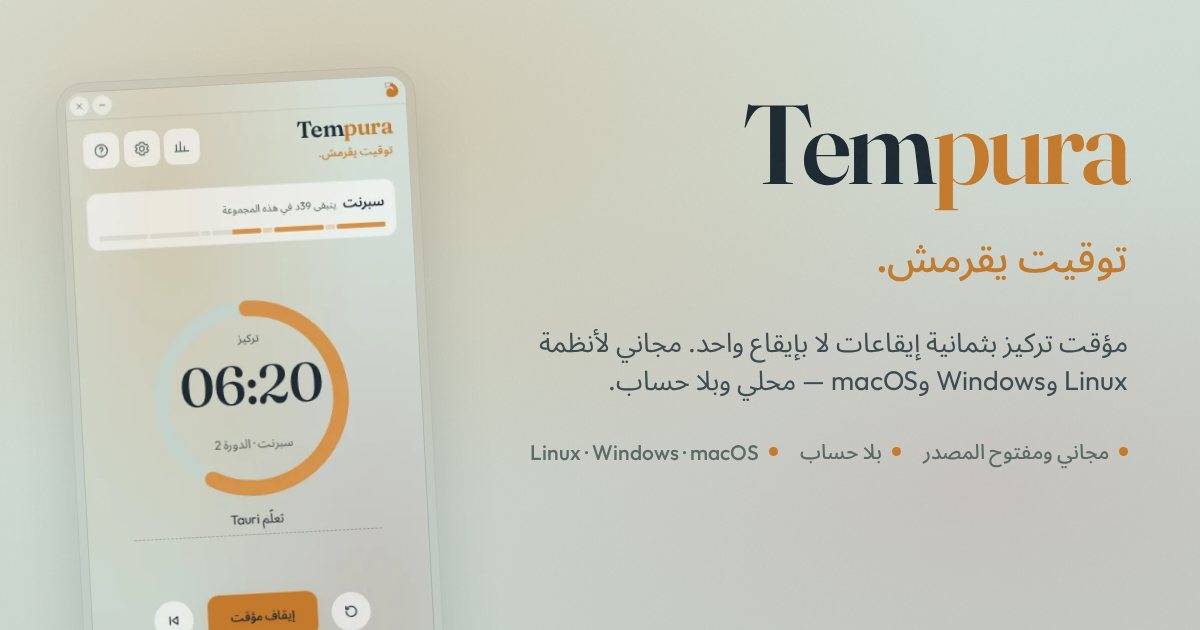 Tempura
توقيت يقرمش.
مؤقت تركيز بثمانية إيقاعات لا بإيقاع واحد. مجاني لأنظمة
Linux وWindows وmacOS — محلي وبلا حساب.
مجاني ومفتوح المصدر • بلا حساب • Linux · Windows · macOS
Tempura
توقيت يقرمش.
سبرنت يتبقى 39د في هذه المجموعة
تركيز
06:20
سبرنت · الدورة 2
تعلّم Tauri
إيقاف مؤقت